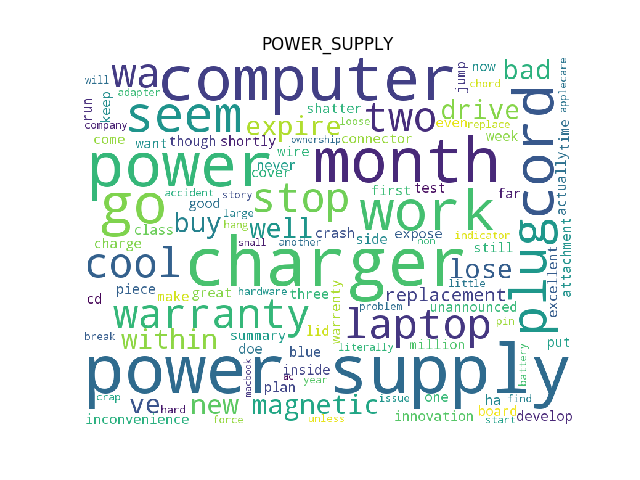 POWER_SUPPLY
will
wa
computer
jump
now
bad
applecare
adapter
chord
run
keep
seem
shatter
loose
two
drive
company
expire
even
replace
time
come
want
though
shortly
ownership
connector
week
cord
power
never
cover
wire
month
actually
accident
story
first
test
far
go
good
large
stop
work
attachment
class
buy
hang
well
crash
side
expose
non
indicator
charge
small
another
still
excellent
cool
charger
lose
plug
piece
hardware
little
cd
make
great
three
replacement
warranty
lid
warrenty
problem
laptop
unannounced
pin
within
summary
literally
million
put
break
doe
blue
power supply
macbook
inside
ac
plan
year
battery
crap
issue
one
ha
find
ve
hard
new
magnetic
innovation
board
develop
inconvenience
force
unless
start